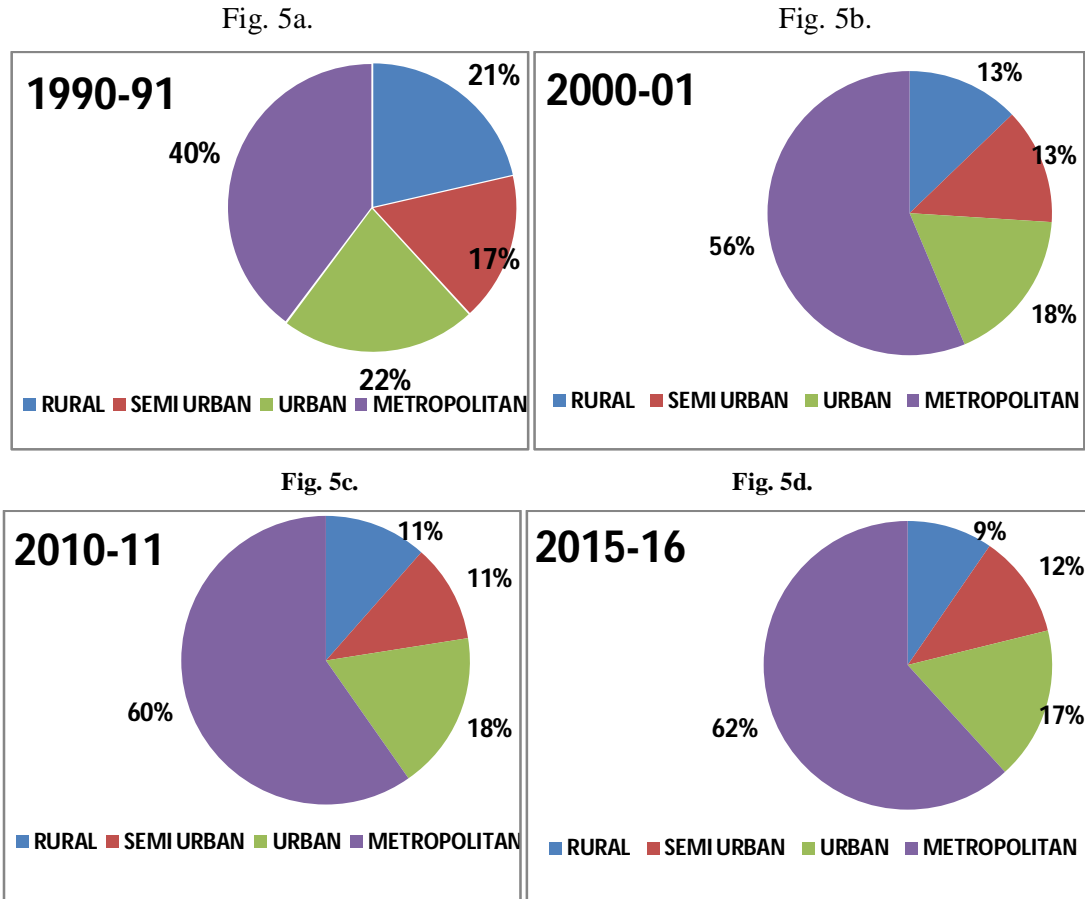 Fig. 5a.
1990-91
21%
40%
17%
22%
RURAL SEMI URBAN URBAN METROPOLITAN
Fig. 5b.
2000-01
13%
13%
56%
18%
RURAL SEMI URBAN URBAN METROPOLITAN
Fig. 5c.
2010-11
11%
11%
60%
18%
RURAL SEMI URBAN URBAN METROPOLITAN
Fig. 5d.
2015-16
9%
12%
17%
62%
RURAL SEMI URBAN URBAN METROPOLITAN